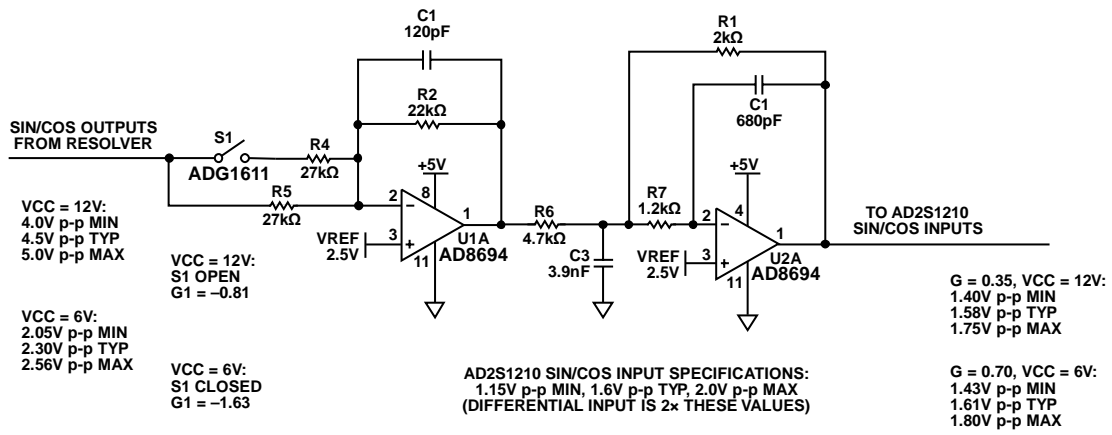 C1
120pF
R2
22kΩ
R1
2kΩ
C1
680pF
SIN/COS OUTPUTS
FROM RESOLVER
S1
ADG1611
R4
27kΩ
R5
27kΩ
+5V
8
2
–
1
3
+
11
U1A
AD8694
VREF
2.5V
R6
4.7kΩ
C3
3.9nF
R7
1.2kΩ
+5V
4
2
–
1
3
+
11
U2A
AD8694
VREF
2.5V
TO AD2S1210
SIN/COS INPUTS
VCC = 12V:
4.0V p-p MIN
4.5V p-p TYP
5.0V p-p MAX
VCC = 12V:
S1 OPEN
G1 = –0.81
VCC = 6V:
2.05V p-p MIN
2.30V p-p TYP
2.56V p-p MAX
VCC = 6V:
S1 CLOSED
G1 = –1.63
AD2S1210 SIN/COS INPUT SPECIFICATIONS:
1.15V p-p MIN, 1.6V p-p TYP, 2.0V p-p MAX
(DIFFERENTIAL INPUT IS 2× THESE VALUES)
G = 0.35, VCC = 12V:
1.40V p-p MIN
1.58V p-p TYP
1.75V p-p MAX
G = 0.70, VCC = 6V:
1.43V p-p MIN
1.61V p-p TYP
1.80V p-p MAX